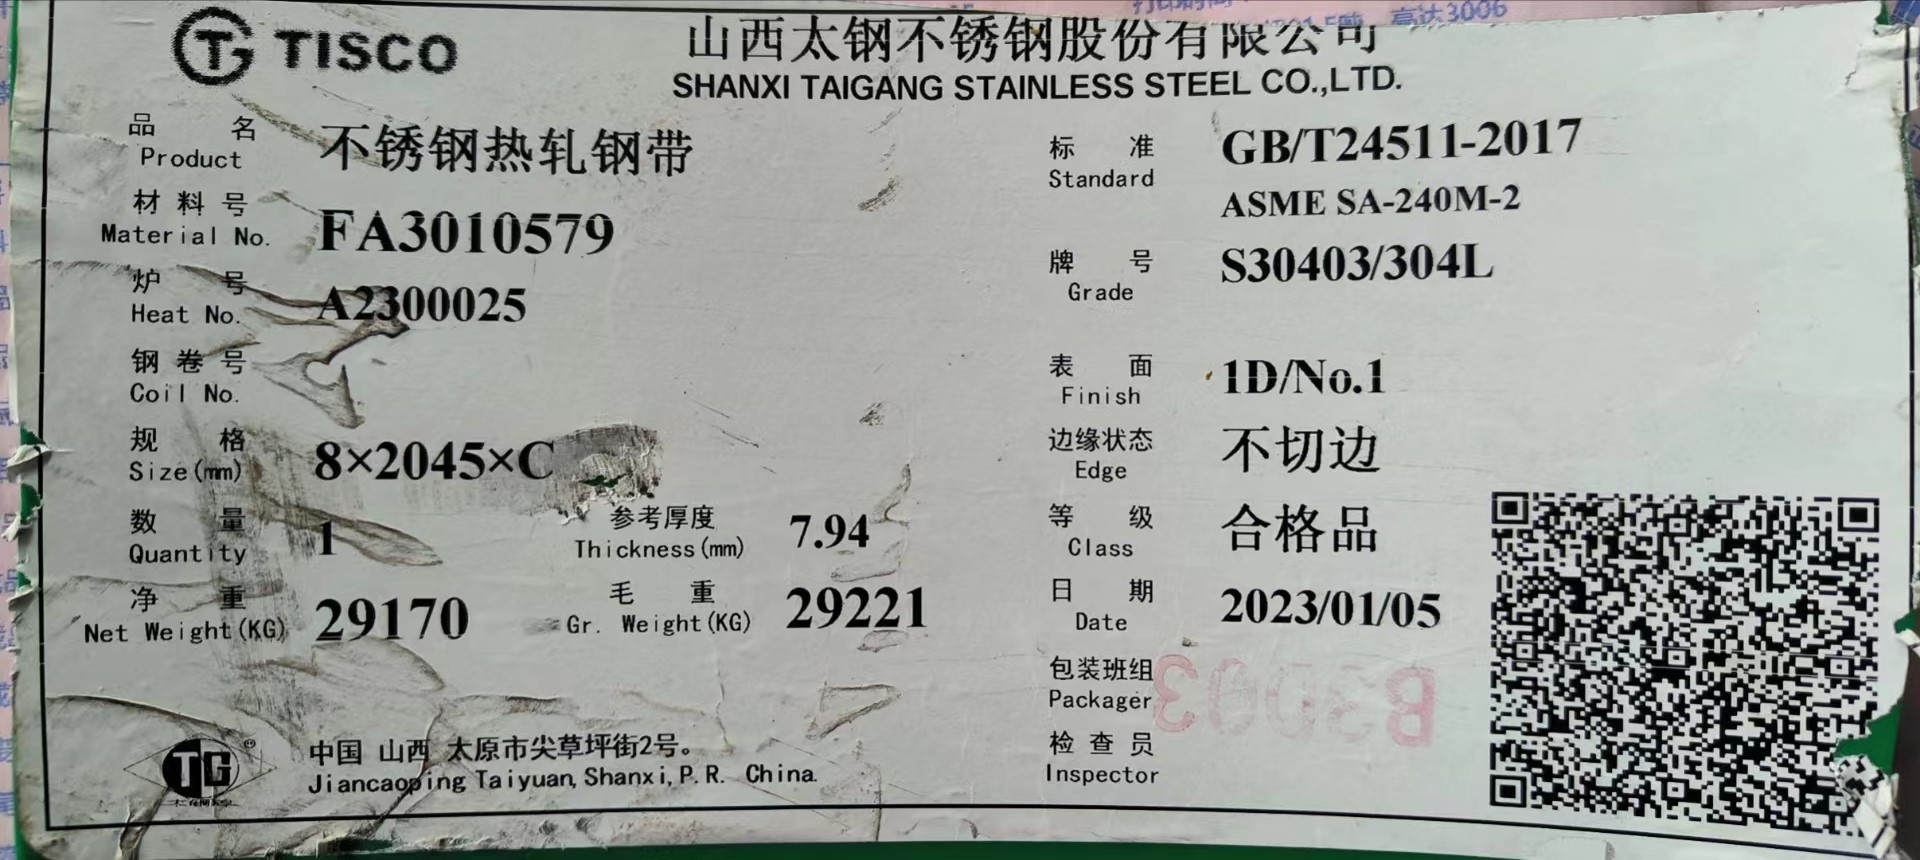 TISCO
山西太钢不锈钢股份有限公司
SHANXI TAIGANG STAINLESS STEEL CO.,LTD.
品名 不锈钢热轧钢带
Product
材料号 FA3010579
Material No.
炉号 A2300025
Heat No.
钢卷号
Coil No.
规格 8×2045×C
Size(mm)
数量 1
Quantity
参考厚度 7.94
Thickness(mm)
净重 29170
Net Weight(KG)
毛重 29221
Gr. Weight(KG)
标准 GB/T24511-2017
Standard
ASME SA-240M-2
牌号 S30403/304L
Grade
表面 1D/No.1
Finish
边缘状态 不切边
Edge
等级 合格品
Class
日期 2023/01/05
Date
包装班组
Packager
检查员
Inspector
TG
中国 山西 太原市尖草坪街2号。
Jiancaoping Taiyuan, Shanxi, P.R. China.